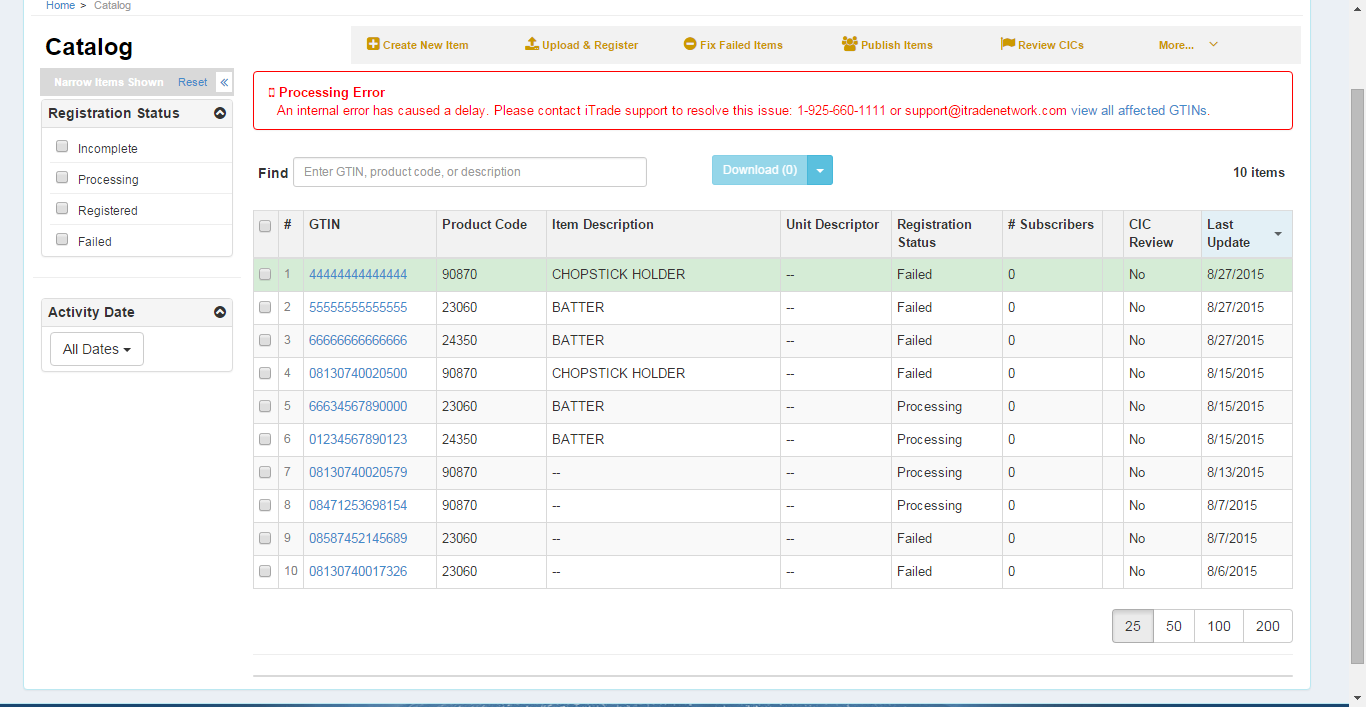 Home > Catalog
Catalog
Create New Item Upload & Register Fix Failed Items Publish Items Review CICs More...
Narrow Items Shown Reset «
Processing Error
An internal error has caused a delay. Please contact iTrade support to resolve this issue: 1-925-660-1111 or support@itradenetwork.com view all affected GTINs.
Registration Status
Incomplete
Processing
Registered
Failed
Activity Date
All Dates
Find Enter GTIN, product code, or description Download (0) 10 items
# GTIN Product Code Item Description Unit Descriptor Registration Status # Subscribers CIC Review Last Update
1 44444444444444 90870 CHOPSTICK HOLDER -- Failed 0 No 8/27/2015
2 55555555555555 23060 BATTER -- Failed 0 No 8/27/2015
3 66666666666666 24350 BATTER -- Failed 0 No 8/27/2015
4 08130740020500 90870 CHOPSTICK HOLDER -- Failed 0 No 8/15/2015
5 66634567890000 23060 BATTER -- Processing 0 No 8/15/2015
6 01234567890123 24350 BATTER -- Processing 0 No 8/15/2015
7 08130740020579 90870 -- -- Processing 0 No 8/13/2015
8 08471253698154 90870 -- -- Processing 0 No 8/7/2015
9 08587452145689 23060 -- -- Failed 0 No 8/7/2015
10 08130740017326 23060 -- -- Failed 0 No 8/6/2015
25 50 100 200